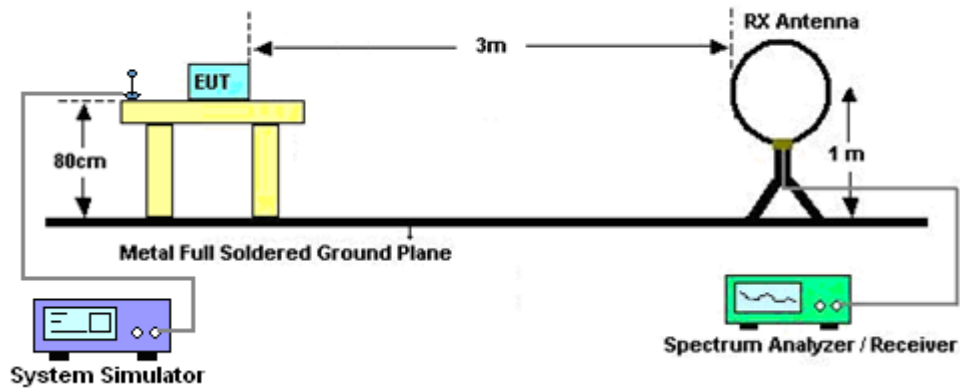 RX Antenna
3m
EUT
80cm
1 m
Metal Full Soldered Ground Plane
System Simulator
Spectrum Analyzer / Receiver